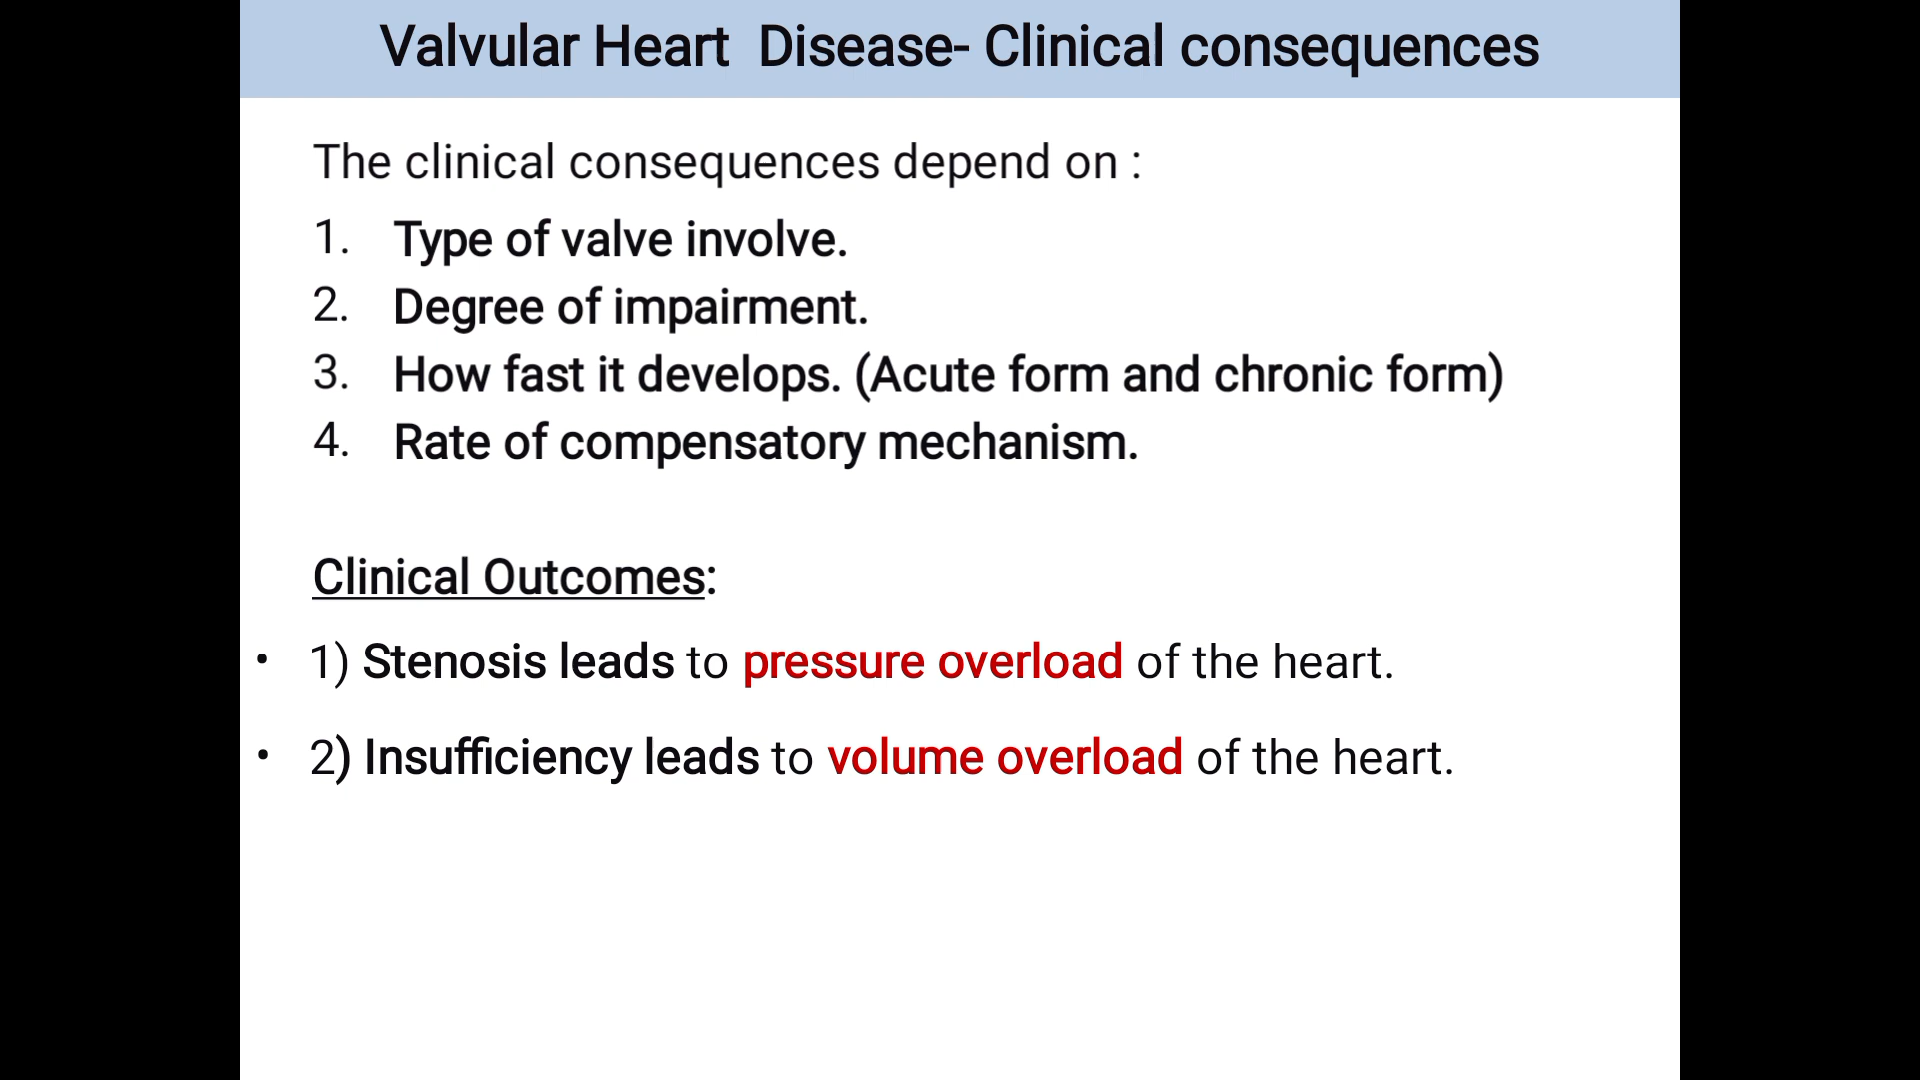 Valvular Heart  Disease- Clinical consequences
The clinical consequences depend on :
1. Type of valve involve.
2. Degree of impairment.
3. How fast it develops. (Acute form and chronic form)
4. Rate of compensatory mechanism.
Clinical Outcomes:
• 1) Stenosis leads to pressure overload of the heart.
• 2) Insufficiency leads to volume overload of the heart.